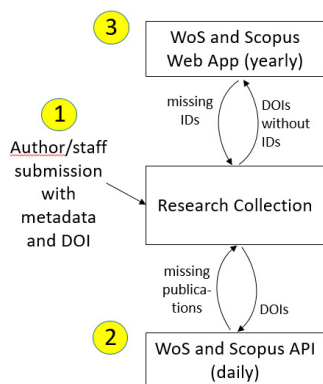 3
WoS and Scopus
Web App (yearly)
missing
IDs
DOIs
without
IDs
1
Author/staff
submission
with
metadata
and DOI
Research Collection
missing
publica-
tions
DOIs
2
WoS and Scopus API
(daily)